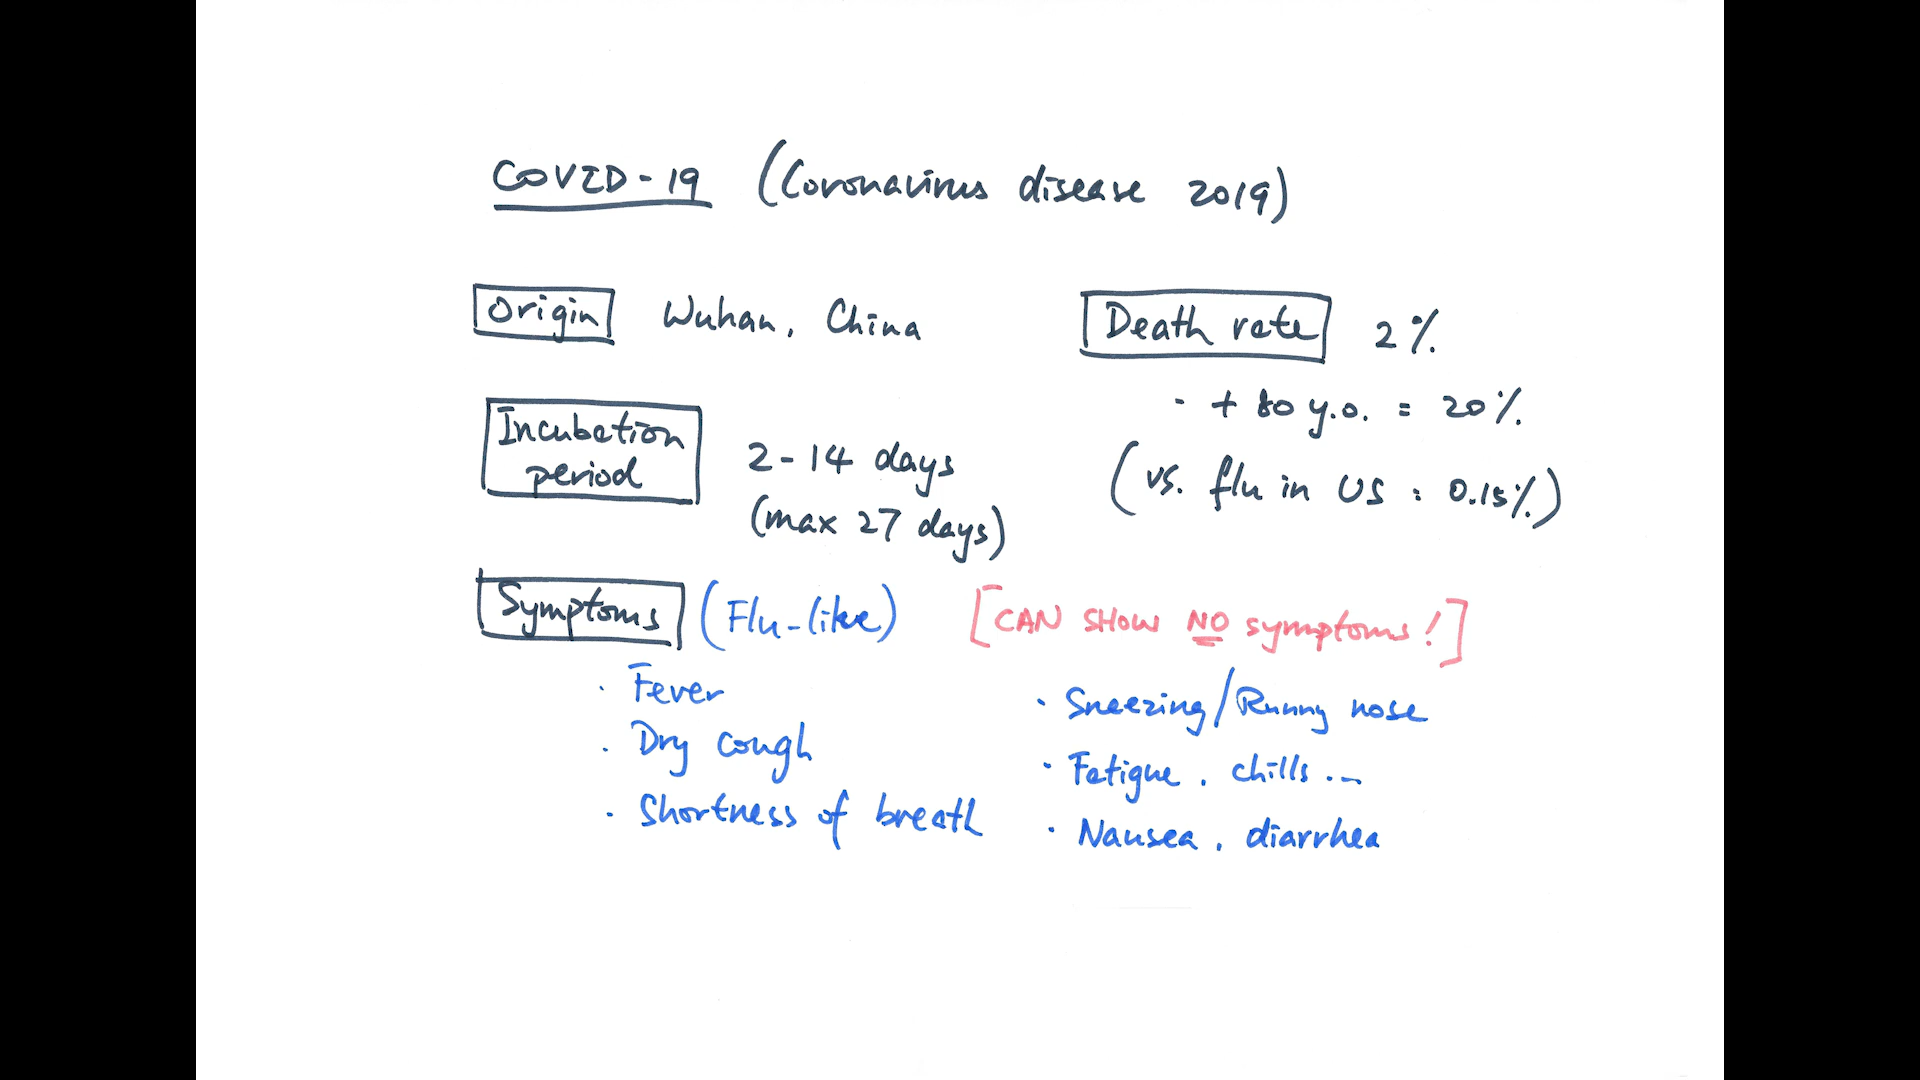 COVID-19 (Coronavirus disease 2019)
Origin Wuhan, China
Death rate 2%
- + 80 y.o. = 20%
(vs. flu in US : 0.15%)
Incubation
period
2-14 days
(max 27 days)
Symptoms (Flu-like) [CAN SHOW NO symptoms!]
· Fever
· Dry cough
· Shortness of breath
· Sneezing/Runny nose
· Fatigue, chills...
· Nausea, diarrhea